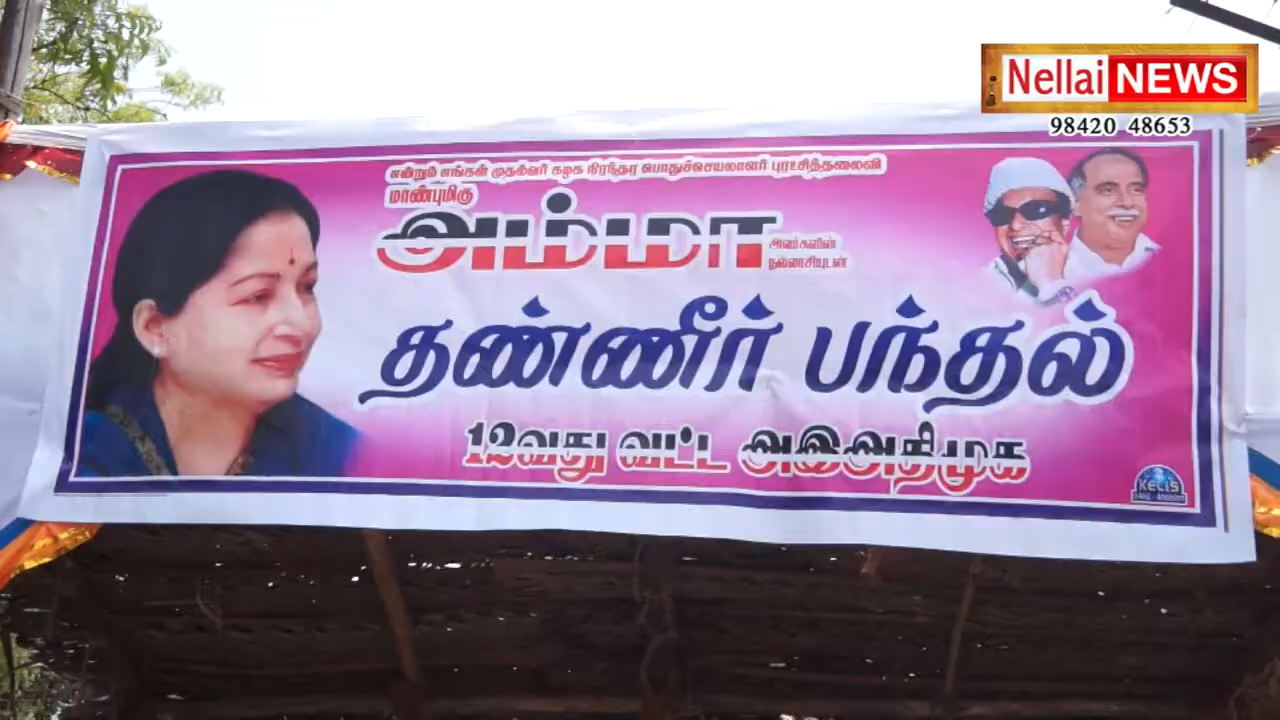 Nellai NEWS
98420 48653
என்றும் எங்கள் முதல்வர் கழக நிரந்தர பொதுச்செயலாளர் புரட்சித்தலைவி
மாண்புமிகு
அம்மா அவர்களின்
நல்லாசியுடன்
தண்ணீர் பந்தல்
12வது வட்ட அஇஅதிமுக
KECIS